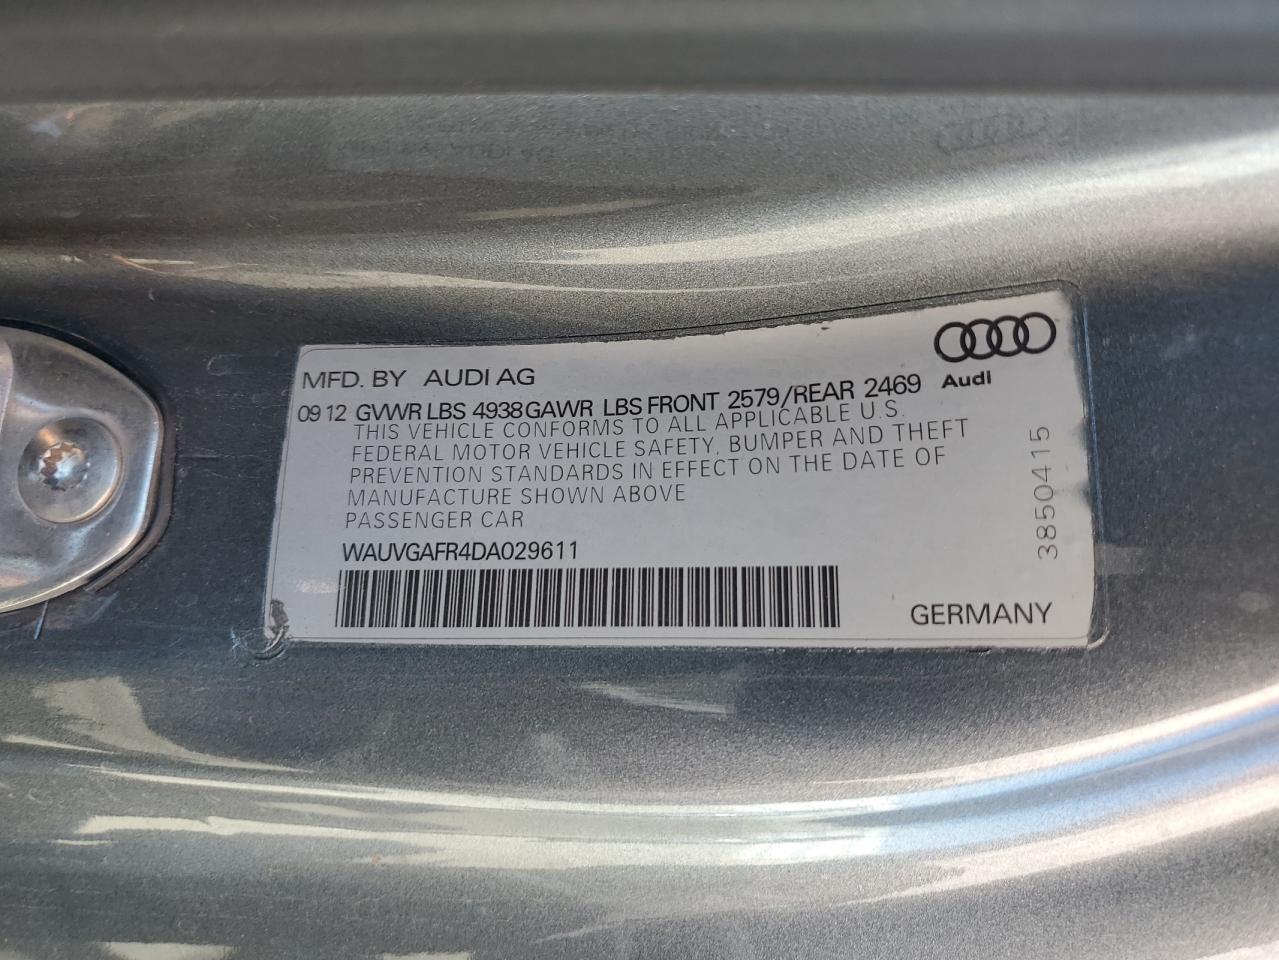 MFD. BY AUDI AG
09 12 GVWR LBS 4938 GAWR LBS FRONT 2579/REAR 2469
Audi
THIS VEHICLE CONFORMS TO ALL APPLICABLE U.S.
FEDERAL MOTOR VEHICLE SAFETY, BUMPER AND THEFT
PREVENTION STANDARDS IN EFFECT ON THE DATE OF
MANUFACTURE SHOWN ABOVE
PASSENGER CAR
WAUVGAFR4DA029611
GERMANY
3850415